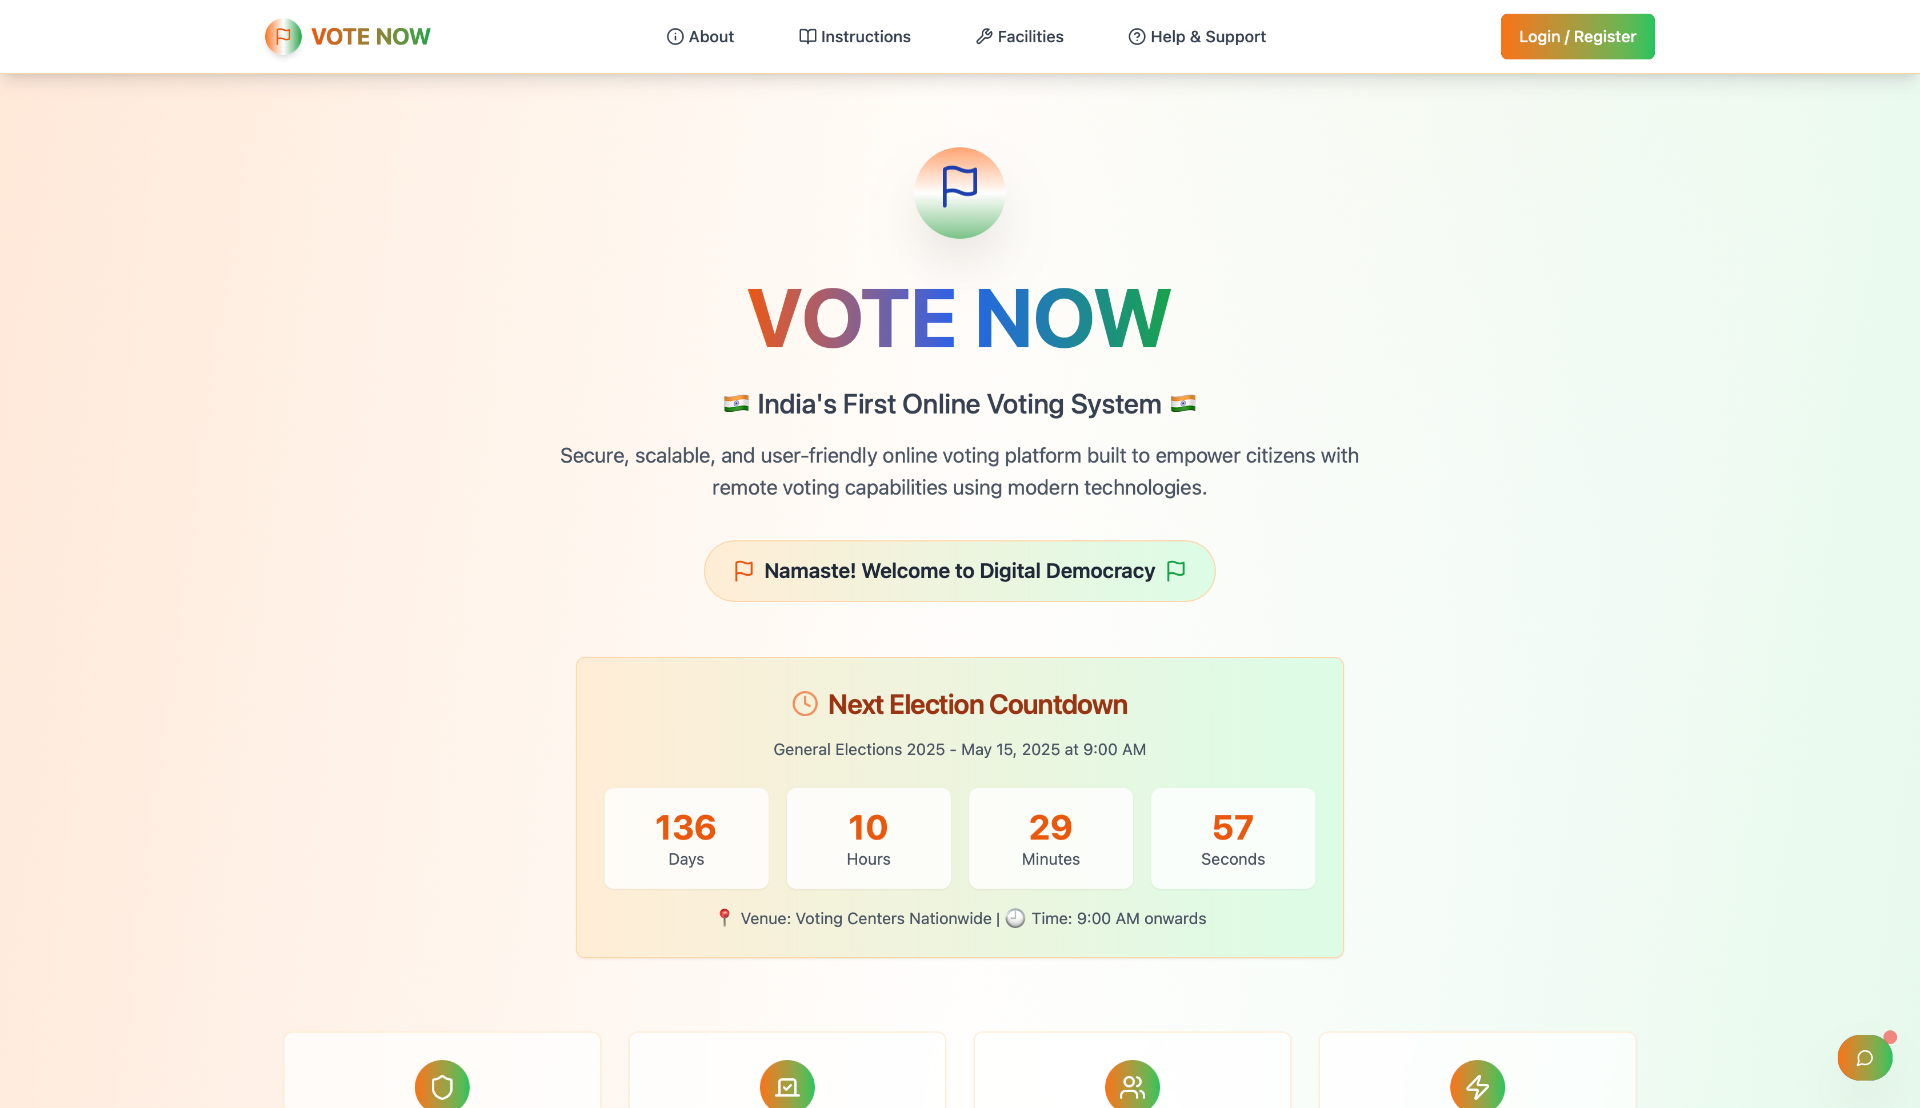 VOTE NOW
About
Instructions
Facilities
Help & Support
Login / Register
VOTE NOW
🇮🇳 India's First Online Voting System 🇮🇳
Secure, scalable, and user-friendly online voting platform built to empower citizens with
remote voting capabilities using modern technologies.
Namaste! Welcome to Digital Democracy
Next Election Countdown
General Elections 2025 - May 15, 2025 at 9:00 AM
136
Days
10
Hours
29
Minutes
57
Seconds
📍 Venue: Voting Centers Nationwide | 🕘 Time: 9:00 AM onwards